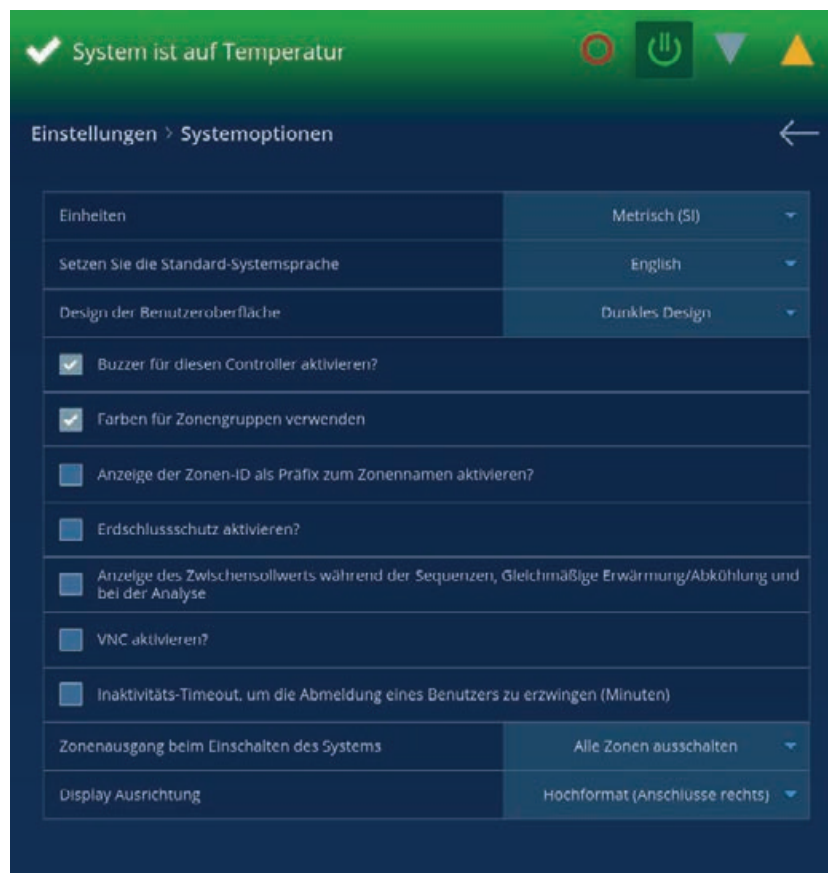 System ist auf Temperatur
Einstellungen > Systemoptionen
Einheiten Metrisch (SI)
Setzen Sie die Standard-Systemsprache English
Design der Benutzeroberfläche Dunkles Design
Buzzer für diesen Controller aktivieren?
Farben für Zonengruppen verwenden
Anzeige der Zonen-ID als Präfix zum Zonennamen aktivieren?
Erdschlussschutz aktivieren?
Anzeige des Zwischensollwerts während der Sequenzen, Gleichmäßige Erwärmung/Abkühlung und
bei der Analyse
VNC aktivieren?
Inaktivitäts-Timeout, um die Abmeldung eines Benutzers zu erzwingen (Minuten)
Zonenausgang beim Einschalten des Systems Alle Zonen ausschalten
Display Ausrichtung Hochformat (Anschlüsse rechts)